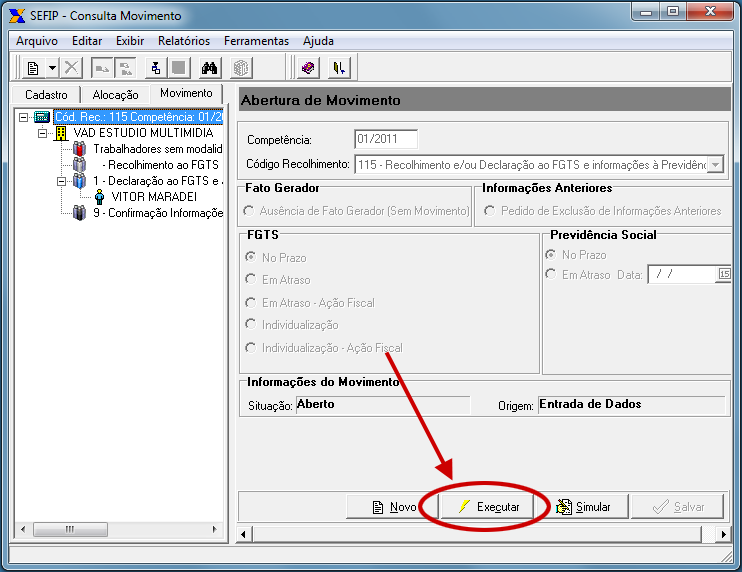 SEFIP - Consulta Movimento
Arquivo Editar Exibir Relatórios Ferramentas Ajuda
Cadastro Alocação Movimento
Cód. Rec.: 115 Competência: 01/20
VAD ESTUDIO MULTIMIDIA
Trabalhadores sem modalid
- Recolhimento ao FGTS
1 - Declaração ao FGTS e
VITOR MARADEI
9 - Confirmação Informaçõe
Abertura de Movimento
Competência: 01/2011
Código Recolhimento: 115 - Recolhimento e/ou Declaração ao FGTS e informações à Previdênc
Fato Gerador
Ausência de Fato Gerador (Sem Movimento)
Informações Anteriores
Pedido de Exclusão de Informações Anteriores
FGTS
No Prazo
Em Atraso
Em Atraso - Ação Fiscal
Individualização
Individualização - Ação Fiscal
Previdência Social
No Prazo
Em Atraso Data: / / 15
Informações do Movimento
Situação: Aberto Origem: Entrada de Dados
Novo Executar Simular Salvar